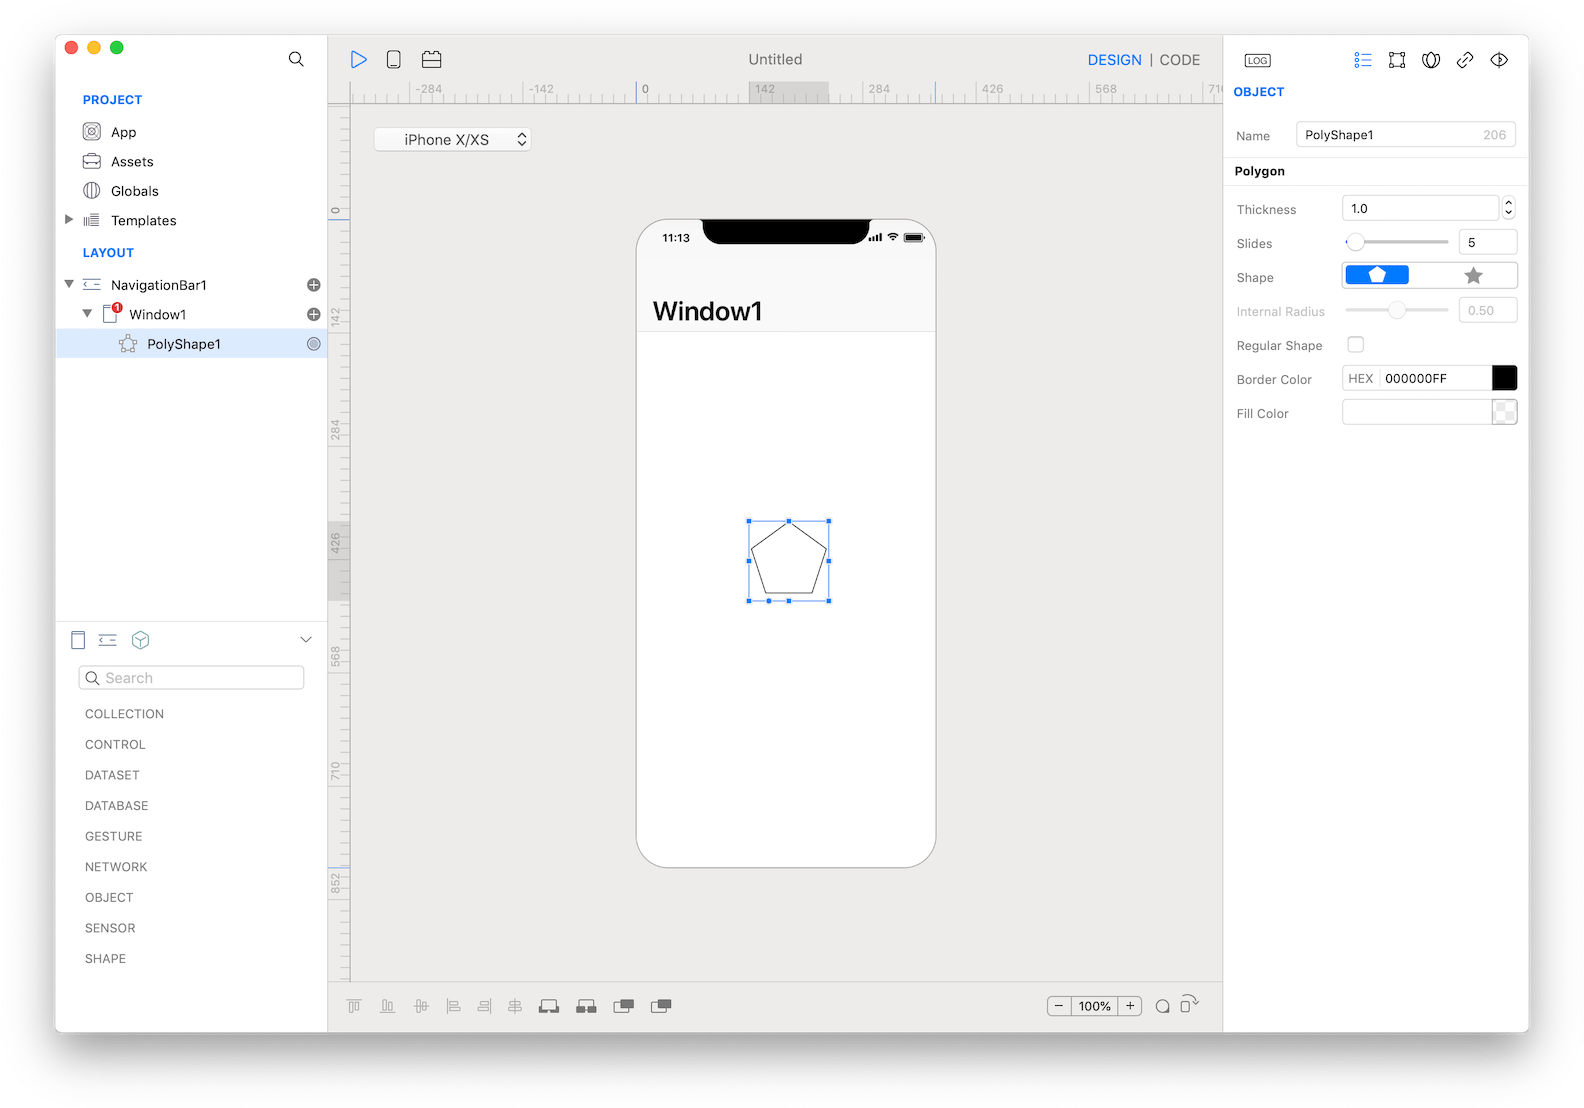 PROJECT
App
Assets
Globals
Templates
LAYOUT
NavigationBar1
1
Window1
PolyShape1
Search
COLLECTION
CONTROL
DATASET
DATABASE
GESTURE
NETWORK
OBJECT
SENSOR
SHAPE
Untitled
DESIGN | CODE
-284 -142 0 142 284 426 568 710
iPhone X/XS
0
142
284
426
568
710
852
11:13
Window1
100%
LOG
OBJECT
Name PolyShape1 206
Polygon
Thickness 1.0
Slides 5
Shape
Internal Radius 0.50
Regular Shape
Border Color HEX 000000FF
Fill Color